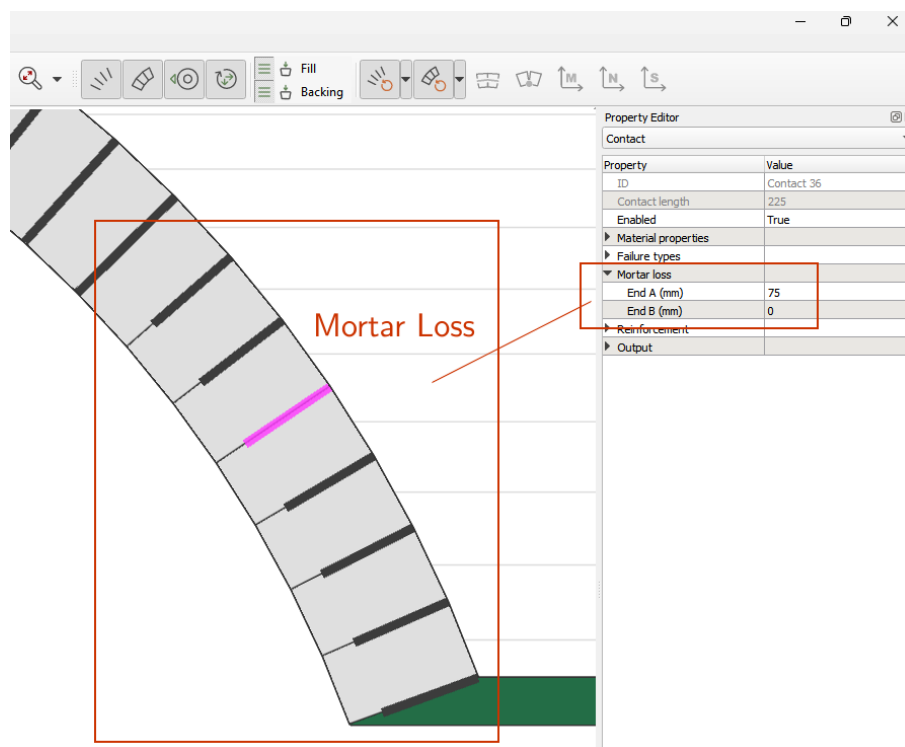 Fill
Backing
M
N
S
Property Editor
Contact
Property Value
ID Contact 36
Contact length 225
Enabled True
Material properties
Failure types
Mortar loss
End A (mm) 75
End B (mm) 0
Reinforcement
Output
Mortar Loss